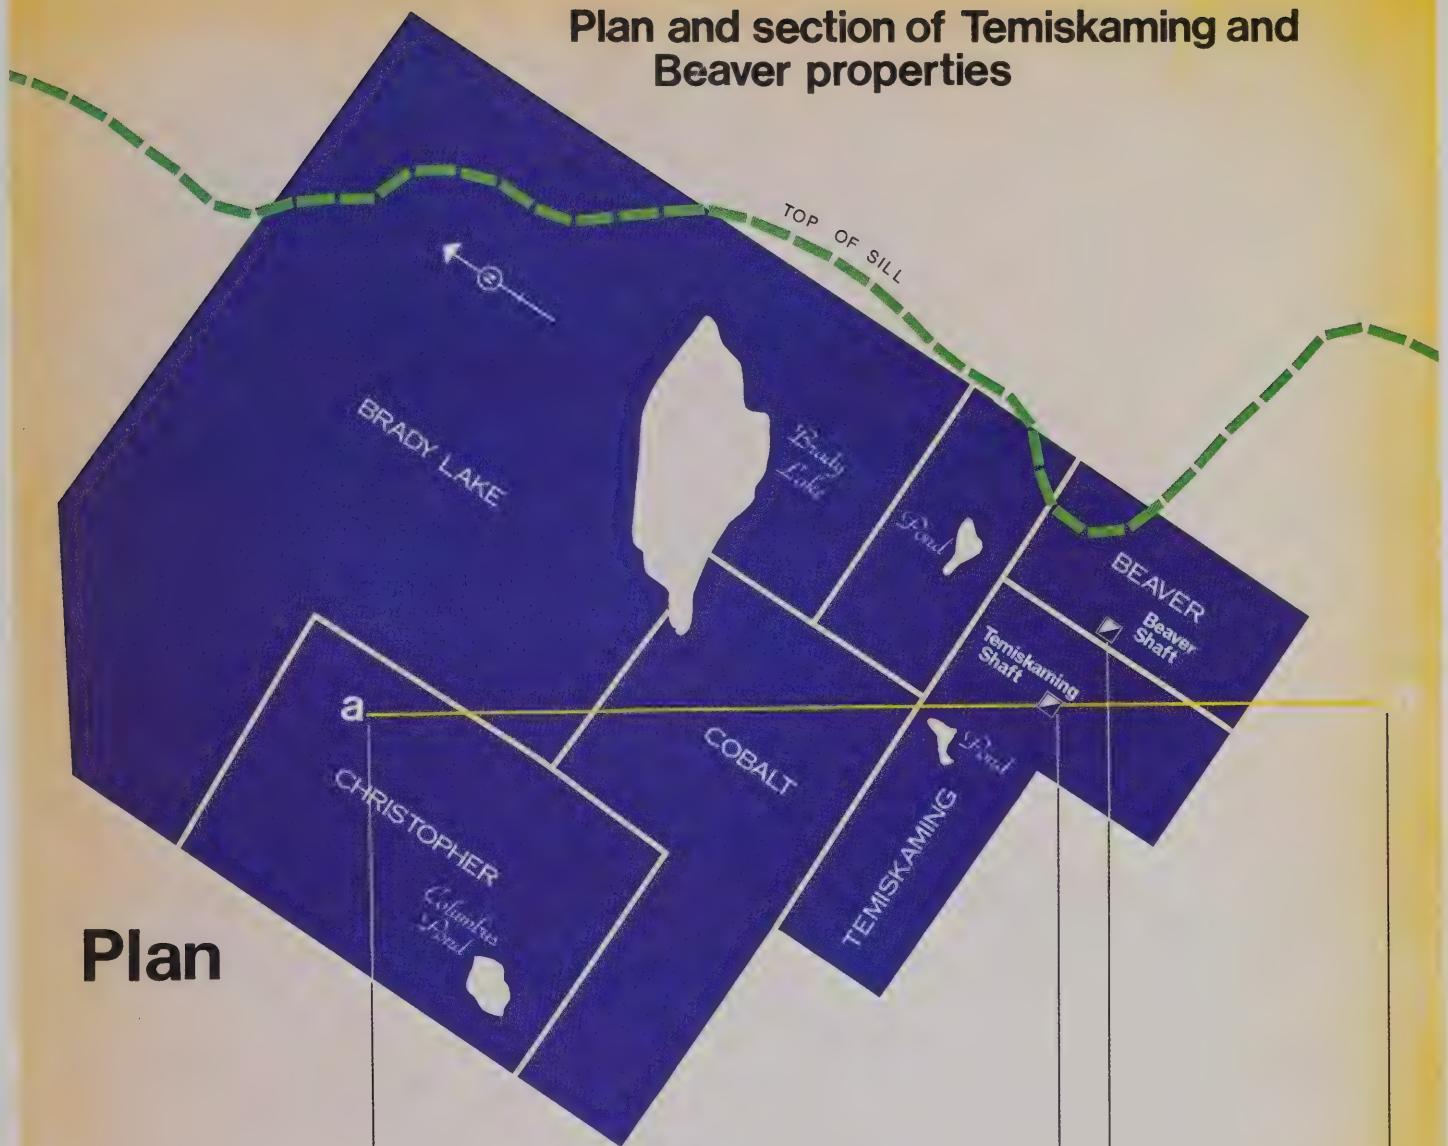 Plan and section of Temiskaming and
Beaver properties
TOP OF SILL
N
BRADY LAKE
Brady
Lake
Pond
BEAVER
Beaver
Shaft
Temiskaming
Shaft
a
COBALT
Pond
CHRISTOPHER
TEMISKAMING
Columbus
Pond
Plan